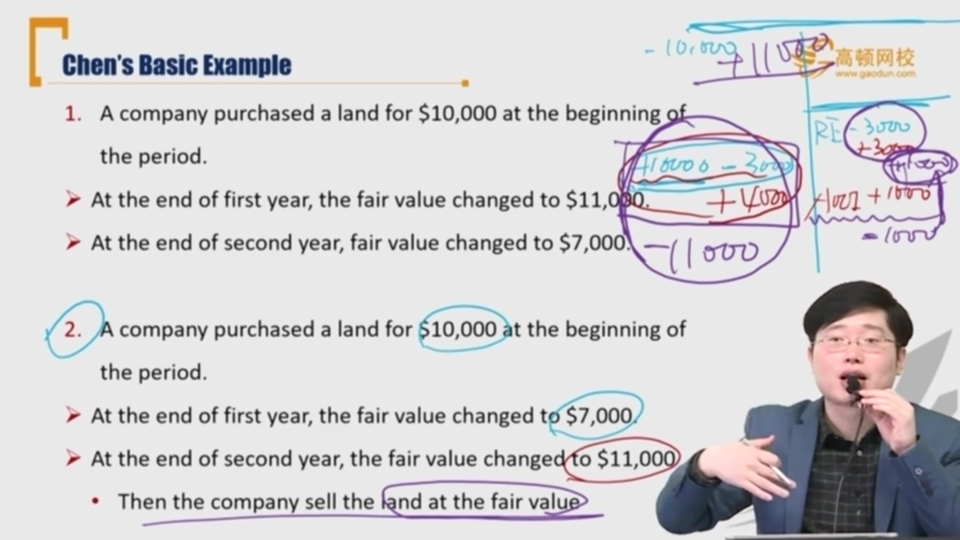 Chen's Basic Example
高顿网校
www.gaodun.com
-10,000 +11000
1. A company purchased a land for $10,000 at the beginning of
the period.
➢ At the end of first year, the fair value changed to $11,000.
➢ At the end of second year, fair value changed to $7,000.
+10000 - 3000
+4000
-11000
RE -3000
+3000
+1000
-1000
2. A company purchased a land for $10,000 at the beginning of
the period.
➢ At the end of first year, the fair value changed to $7,000.
➢ At the end of second year, the fair value changed to $11,000
• Then the company sell the land at the fair value